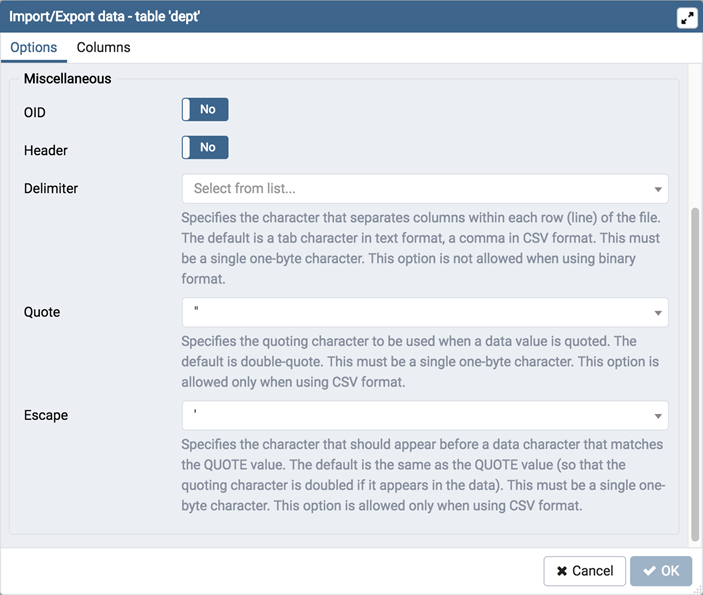 Import/Export data - table 'dept'
Options Columns
Miscellaneous
OID No
Header No
Delimiter Select from list...
Specifies the character that separates columns within each row (line) of the file.
The default is a tab character in text format, a comma in CSV format. This must
be a single one-byte character. This option is not allowed when using binary
format.
Quote "
Specifies the quoting character to be used when a data value is quoted. The
default is double-quote. This must be a single one-byte character. This option is
allowed only when using CSV format.
Escape '
Specifies the character that should appear before a data character that matches
the QUOTE value. The default is the same as the QUOTE value (so that the
quoting character is doubled if it appears in the data). This must be a single one-
byte character. This option is allowed only when using CSV format.
Cancel OK